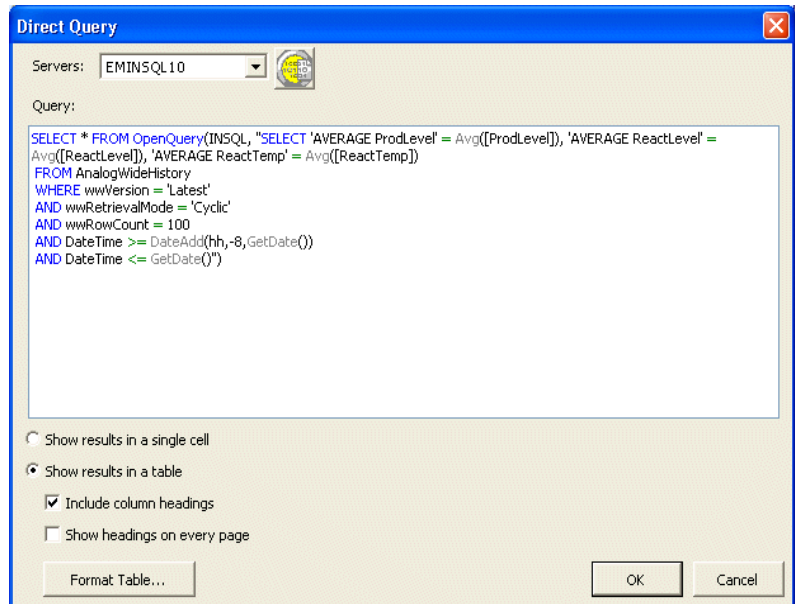 Direct Query
Servers: EMINSQL10
Query:
SELECT * FROM OpenQuery(INSQL, "SELECT 'AVERAGE ProdLevel' = Avg([ProdLevel]), 'AVERAGE ReactLevel' =
Avg([ReactLevel]), 'AVERAGE ReactTemp' = Avg([ReactTemp])
FROM AnalogWideHistory
WHERE wwVersion = 'Latest'
AND wwRetrievalMode = 'Cyclic'
AND wwRowCount = 100
AND DateTime >= DateAdd(hh,-8,GetDate())
AND DateTime <= GetDate()")
Show results in a single cell
Show results in a table
Include column headings
Show headings on every page
Format Table...
OK
Cancel